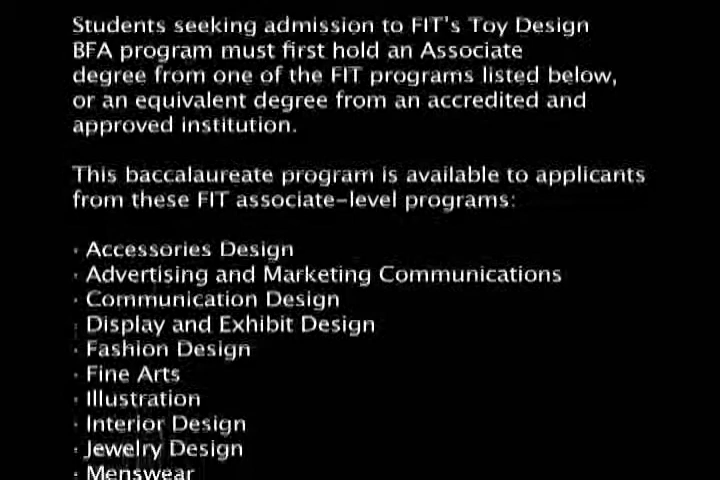 Students seeking admission to FIT's Toy Design
BFA program must first hold an Associate
degree from one of the FIT programs listed below,
or an equivalent degree from an accredited and
approved institution.
This baccalaureate program is available to applicants
from these FIT associate-level programs:
· Accessories Design
· Advertising and Marketing Communications
· Communication Design
· Display and Exhibit Design
· Fashion Design
· Fine Arts
· Illustration
· Interior Design
· Jewelry Design
· Menswear